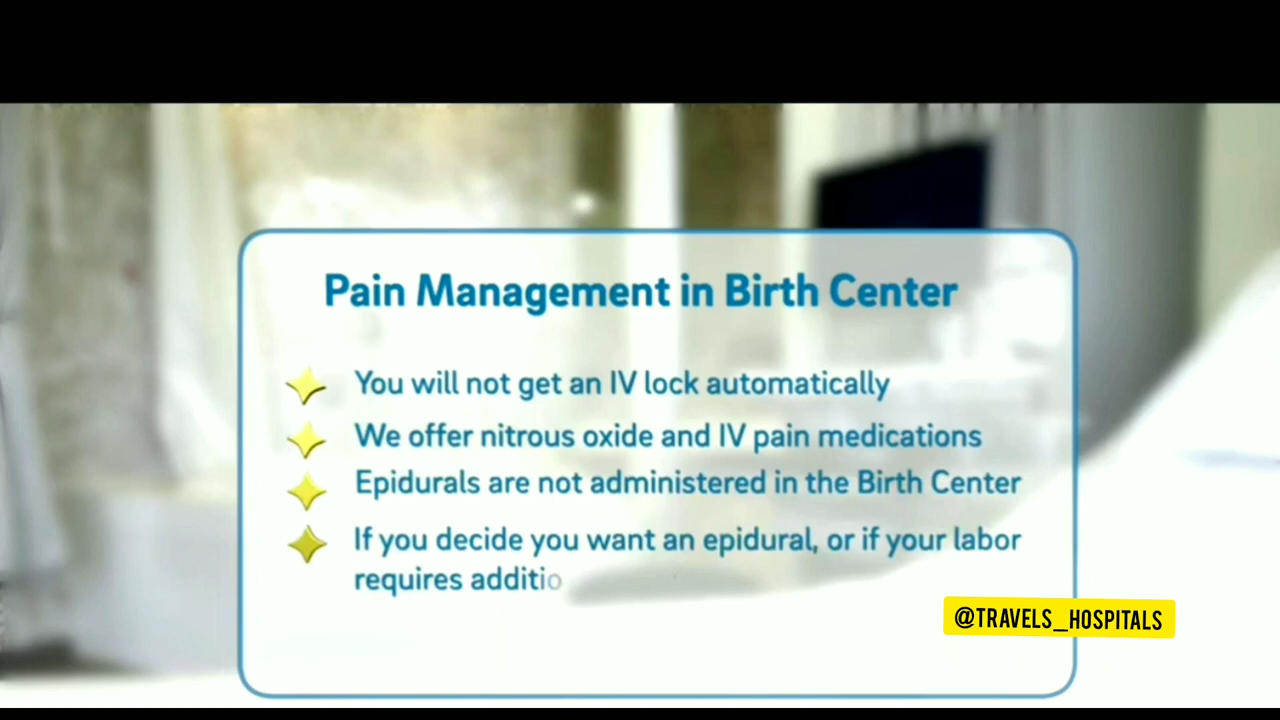 Pain Management in Birth Center
You will not get an IV lock automatically
We offer nitrous oxide and IV pain medications
Epidurals are not administered in the Birth Center
If you decide you want an epidural, or if your labor
requires additio
@TRAVELS_HOSPITALS